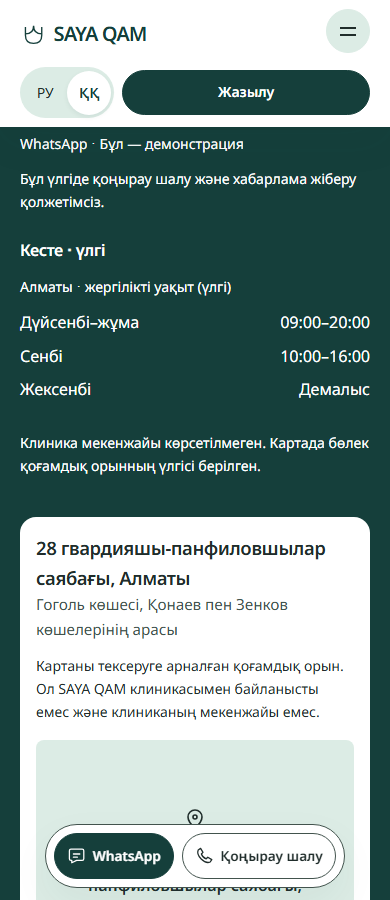 SAYA QAM
РУ
ҚҚ
Жазылу
WhatsApp · Бұл — демонстрация
Бұл үлгіде қоңырау шалу және хабарлама жіберу
қолжетімсіз.
Кесте · үлгі
Алматы · жергілікті уақыт (үлгі)
Дүйсенбі–жұма 09:00–20:00
Сенбі 10:00–16:00
Жексенбі Демалыс
Клиника мекенжайы көрсетілмеген. Картада бөлек
қоғамдық орынның үлгісі берілген.
28 гвардияшы-панфиловшылар
саябағы, Алматы
Гоголь көшесі, Қонаев пен Зенков
көшелерінің арасы
Картаны тексеруге арналған қоғамдық орын.
Ол SAYA QAM клиникасымен байланысты
емес және клиниканың мекенжайы емес.
WhatsApp
Қоңырау шалу
панфиловшылар саябағы,